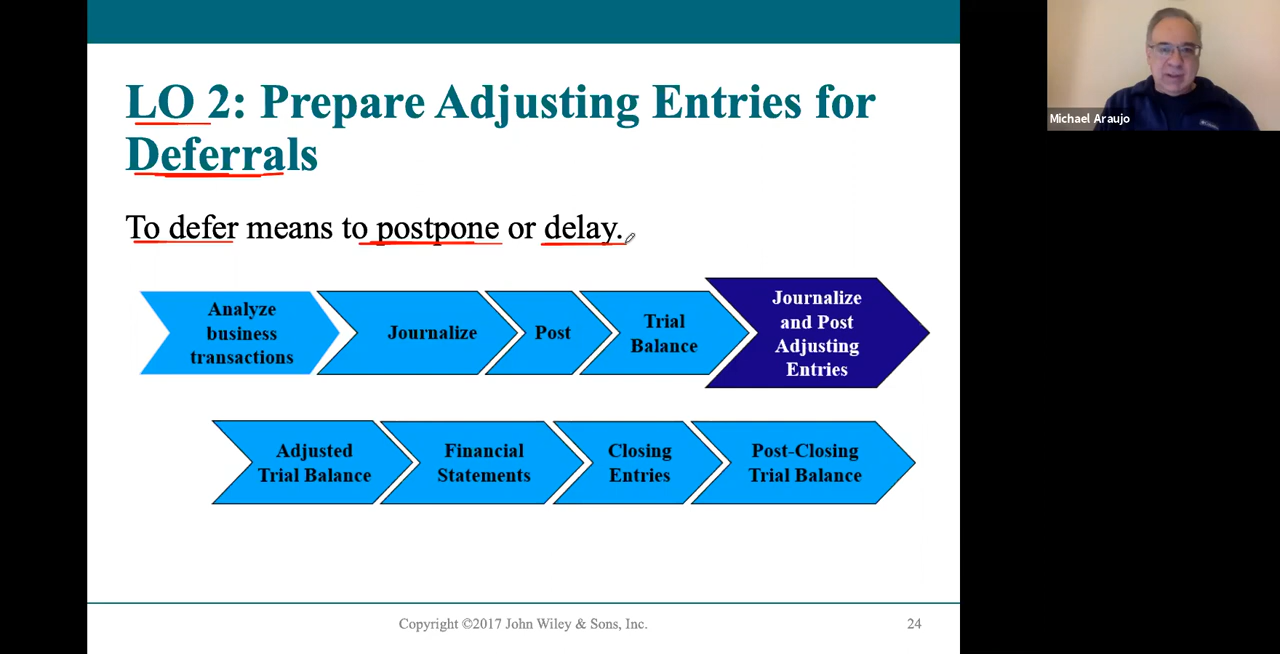 LO 2: Prepare Adjusting Entries for
Deferrals
To defer means to postpone or delay.
Analyze
business
transactions
Journalize
Post
Trial
Balance
Journalize
and Post
Adjusting
Entries
Adjusted
Trial Balance
Financial
Statements
Closing
Entries
Post-Closing
Trial Balance
Copyright ©2017 John Wiley & Sons, Inc.
24
Michael Araujo